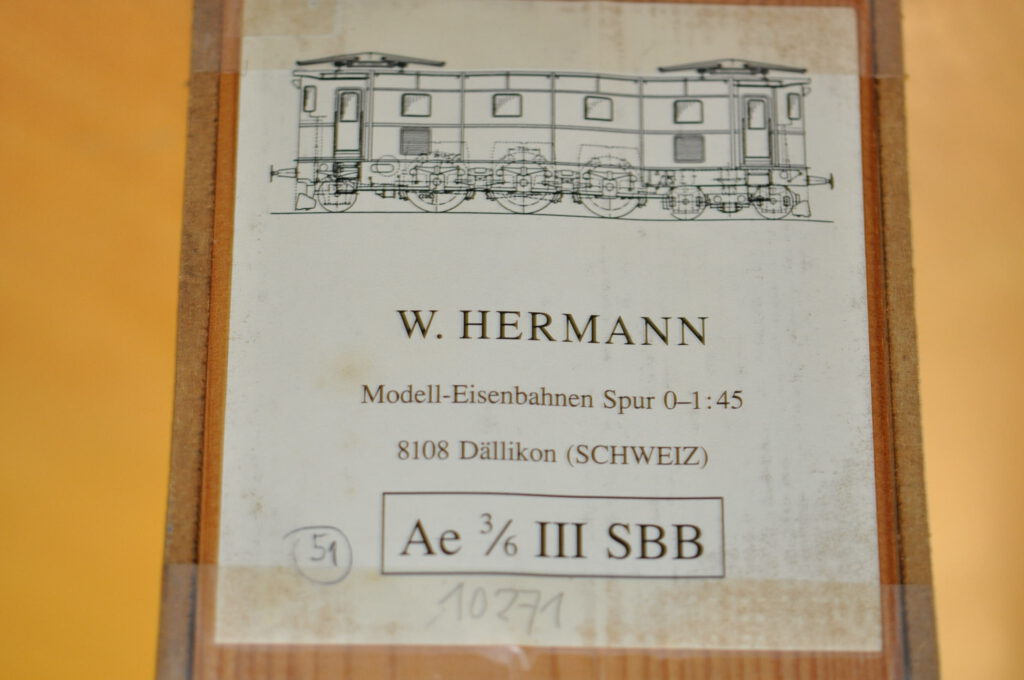 W. HERMANN
Modell-Eisenbahnen Spur 0–1:45
8108 Dällikon (SCHWEIZ)
Ae 3/6 III SBB
51
10271